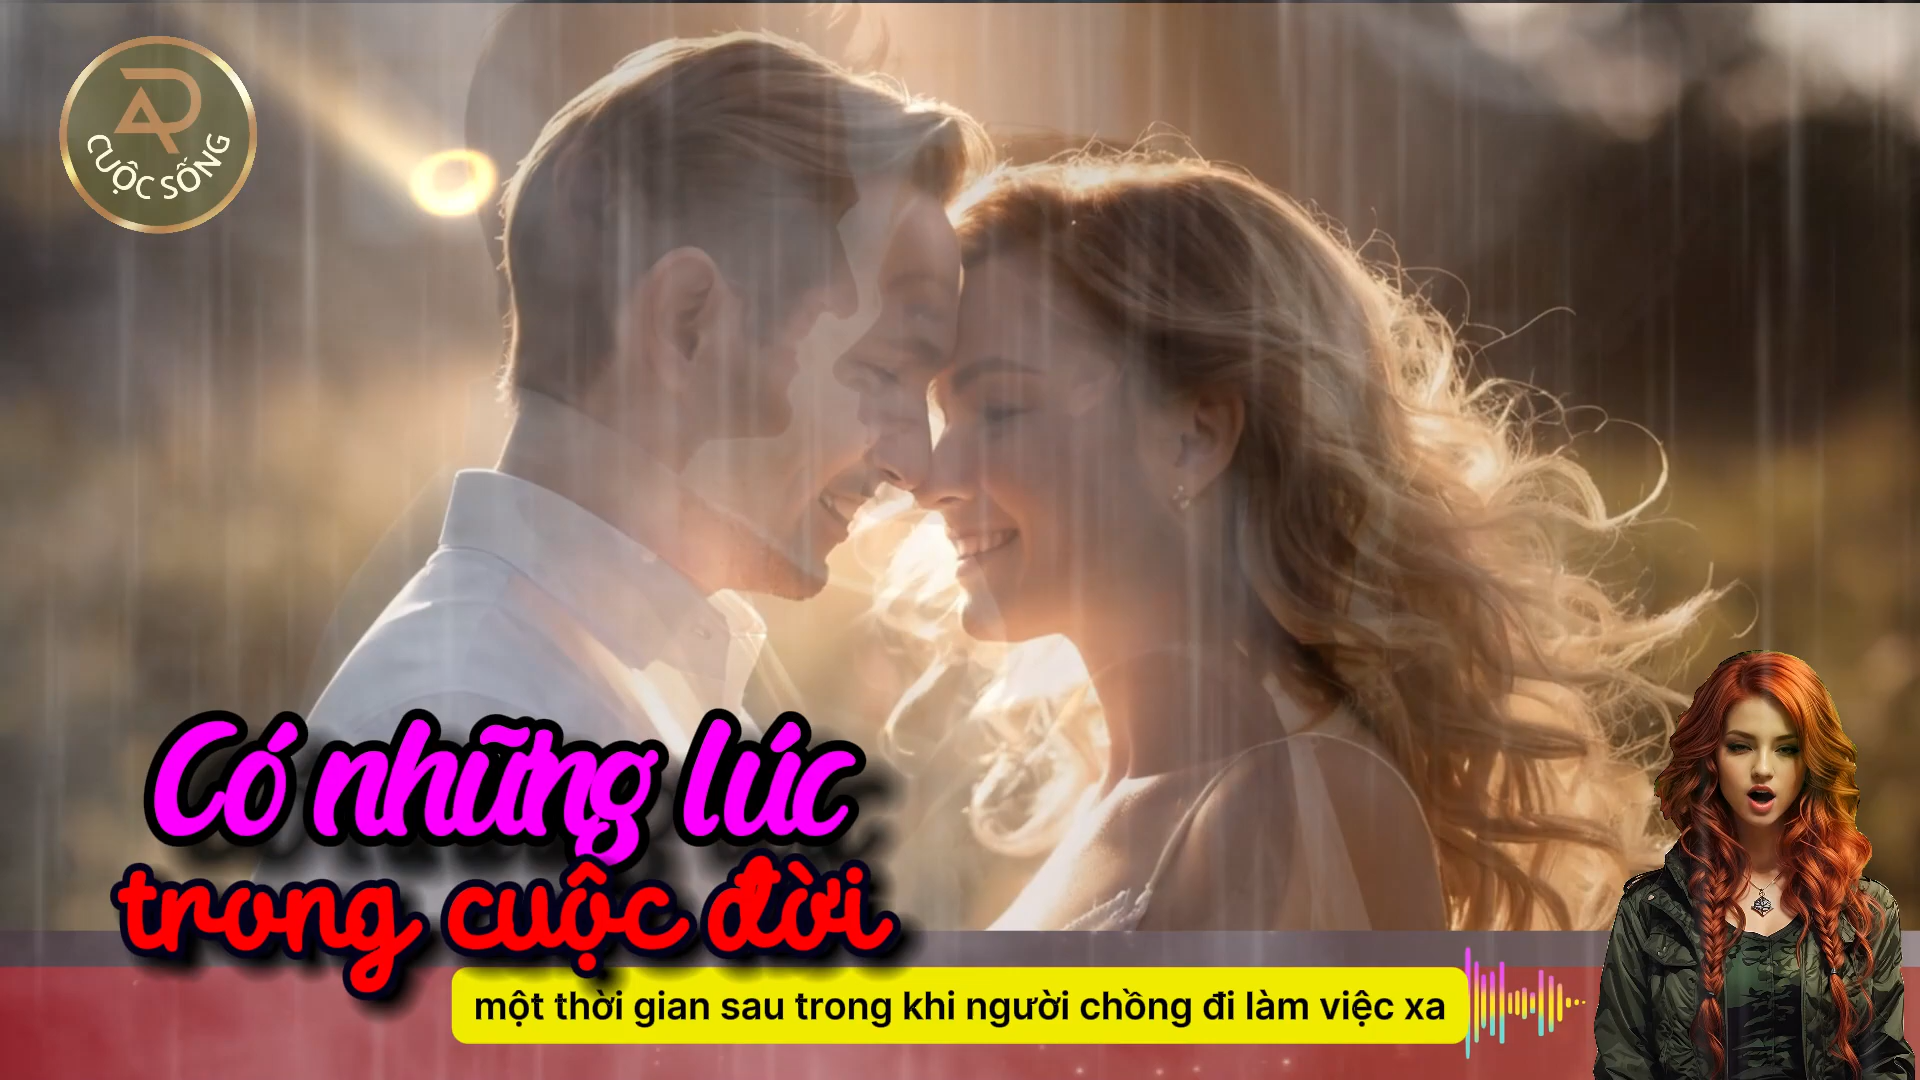 CUỘC SỐNG
Có những lúc
trong cuộc đời
một thời gian sau trong khi người chồng đi làm việc xa